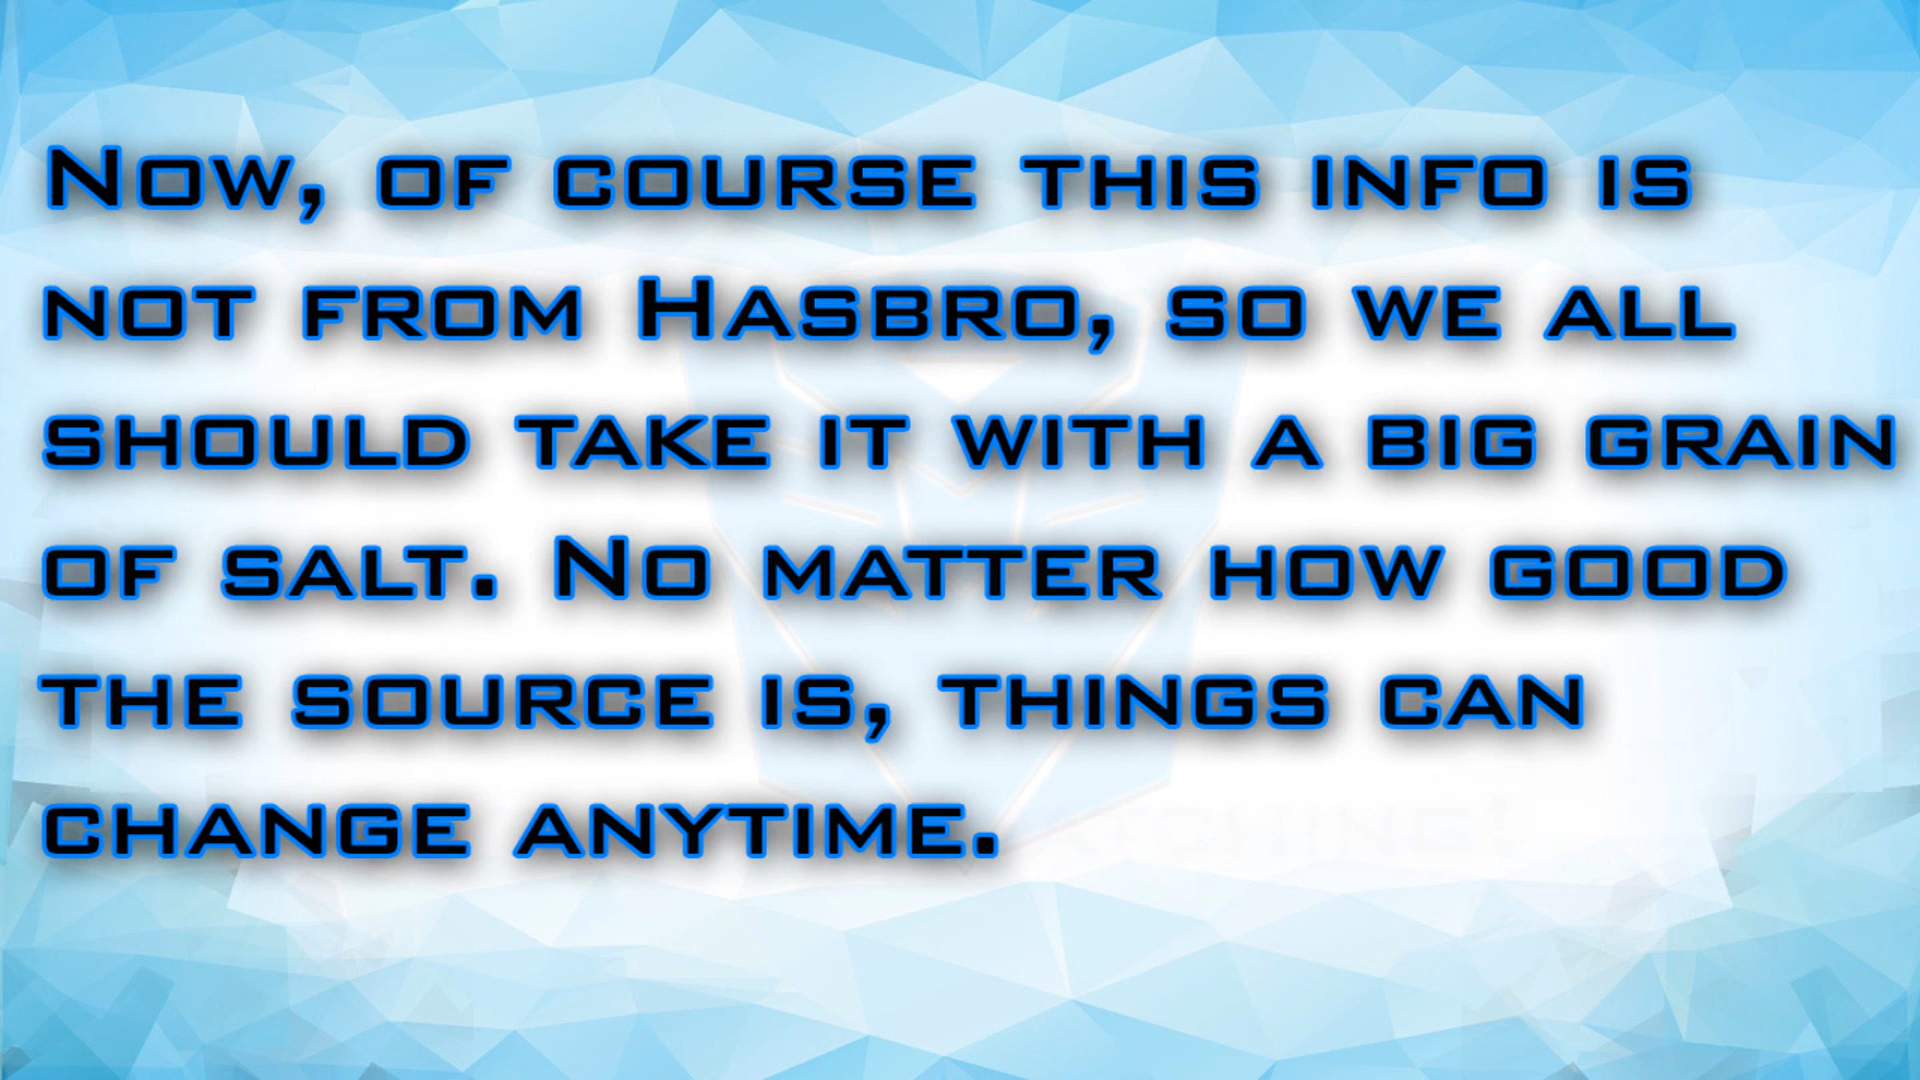 Now, of course this info is
not from Hasbro, so we all
should take it with a big grain
of salt. No matter how good
the source is, things can
change anytime.